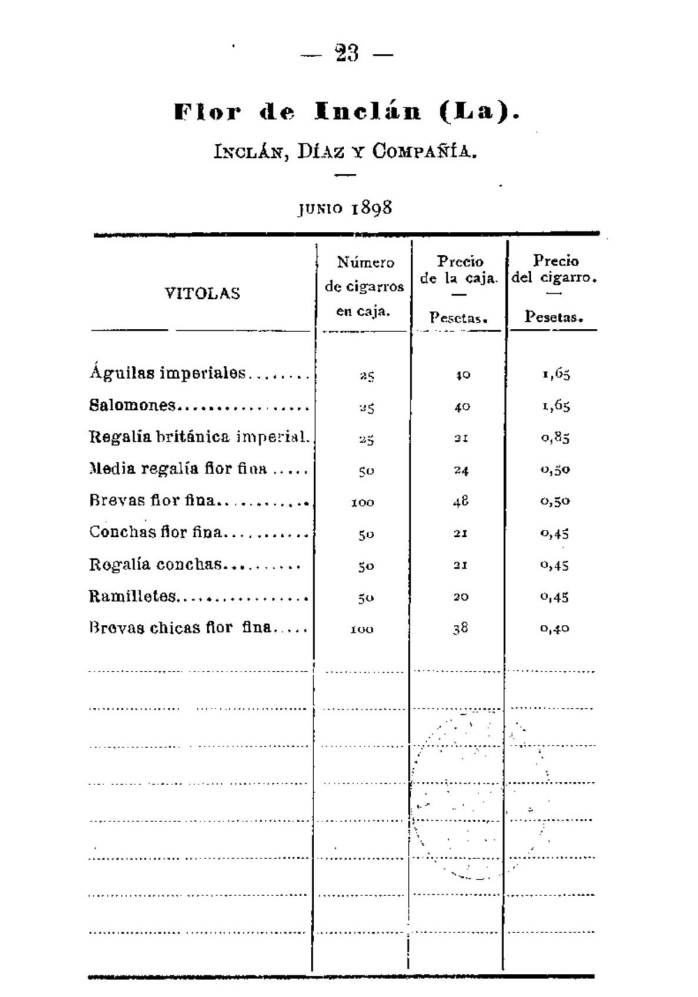 — 23 —
Flor de Inclán (La).
Inclán, Díaz y Compañía.
JUNIO 1898
VITOLAS
Número de cigarros en caja.
Precio de la caja. — Pesetas.
Precio del cigarro. — Pesetas.
Águilas imperiales........ 25 40 1,65
Salomones................. 25 40 1,65
Regalía británica imperial. 25 21 0,85
Media regalía flor fina ..... 50 24 0,50
Brevas flor fina............ 100 48 0,50
Conchas flor fina........... 50 21 0,45
Regalía conchas.......... 50 21 0,45
Ramilletes................. 50 20 0,45
Brevas chicas flor fina..... 100 38 0,40